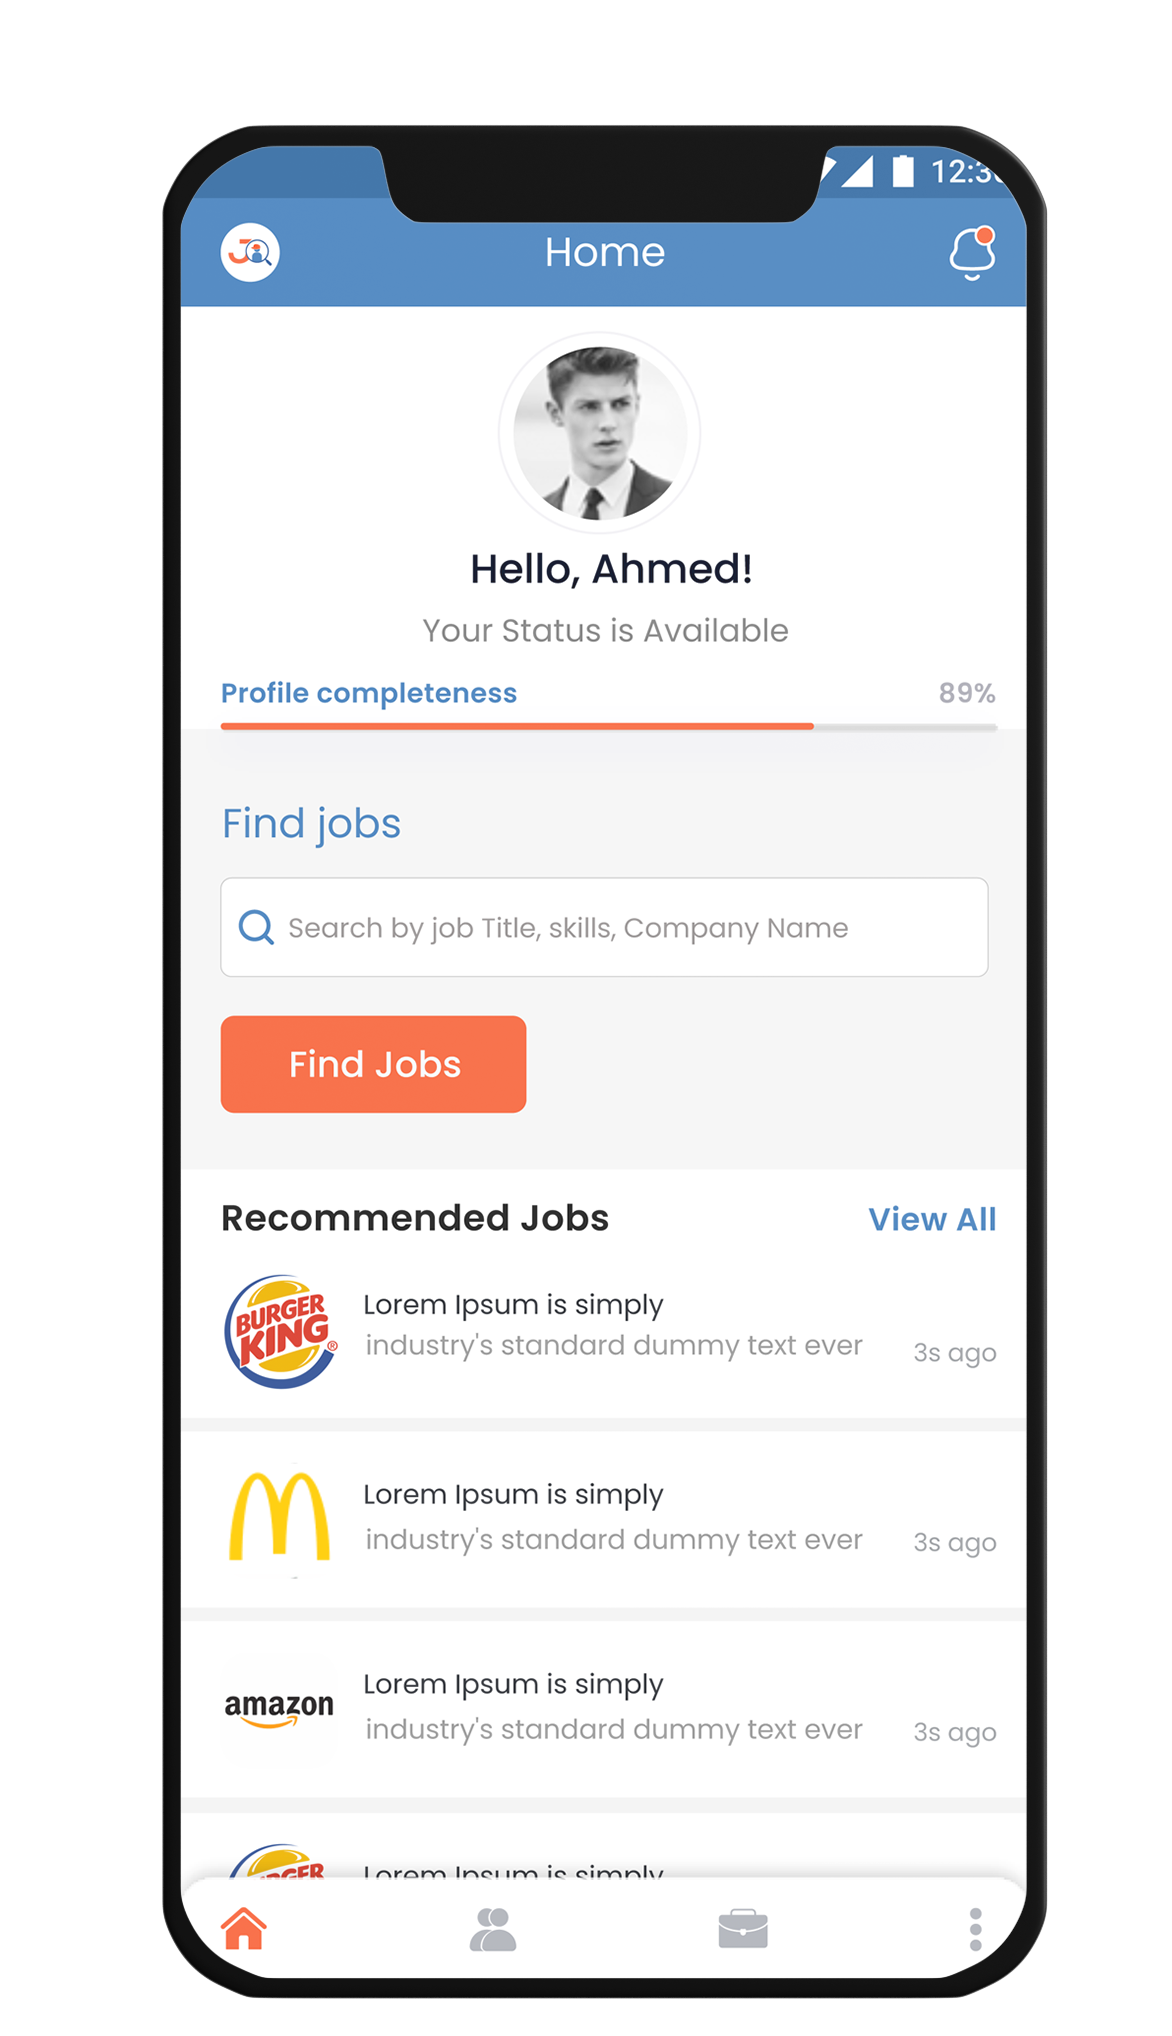 12:3
Home
Hello, Ahmed!
Your Status is Available
Profile completeness
89%
Find jobs
Search by job Title, skills, Company Name
Find Jobs
Recommended Jobs
View All
BURGER
KING®
Lorem Ipsum is simply
industry's standard dummy text ever
3s ago
Lorem Ipsum is simply
industry's standard dummy text ever
3s ago
amazon
Lorem Ipsum is simply
industry's standard dummy text ever
3s ago
Lorem Ipsum is simply